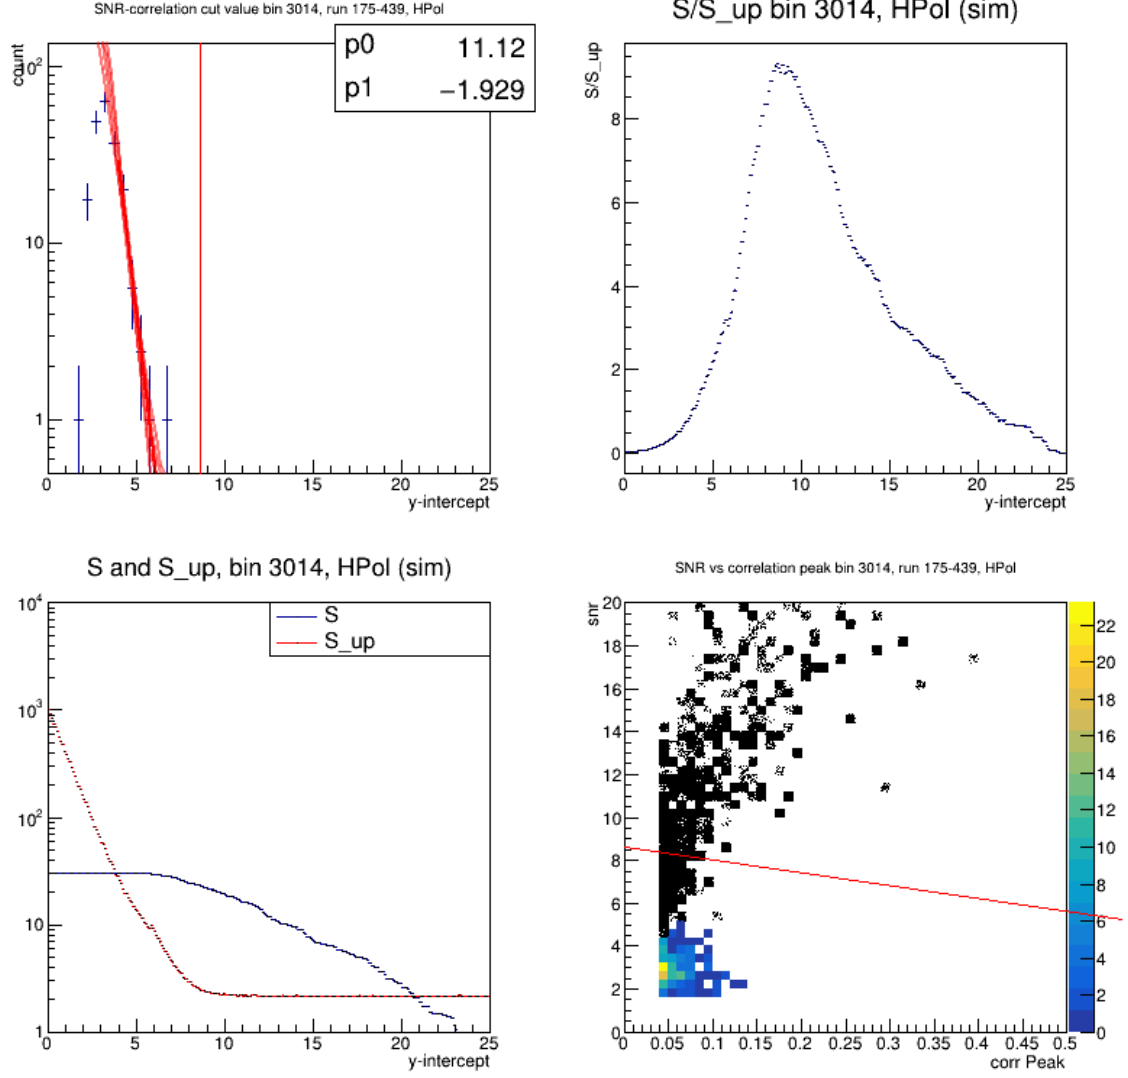 SNR-correlation cut value bin 3014, run 175-439, HPol
count
p0 11.12
p1 −1.929
10²
10
1
0 5 10 15 20 25
y-intercept
S/S_up bin 3014, HPol (sim)
S/S_up
8
6
4
2
0
0 5 10 15 20 25
y-intercept
S and S_up, bin 3014, HPol (sim)
S
S_up
10⁴
10³
10²
10
1
0 5 10 15 20 25
y-intercept
SNR vs correlation peak bin 3014, run 175-439, HPol
snr
20
18
16
14
12
10
8
6
4
2
0
0 0.05 0.1 0.15 0.2 0.25 0.3 0.35 0.4 0.45 0.5
corr Peak
22
20
18
16
14
12
10
8
6
4
2
0